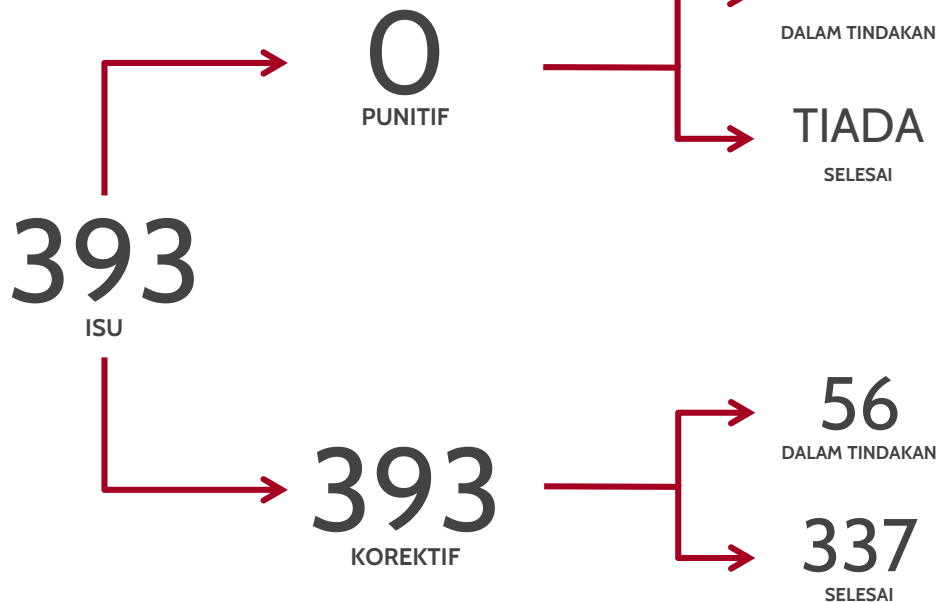 0
PUNITIF
DALAM TINDAKAN
TIADA
SELESAI
393
ISU
393
KOREKTIF
56
DALAM TINDAKAN
337
SELESAI